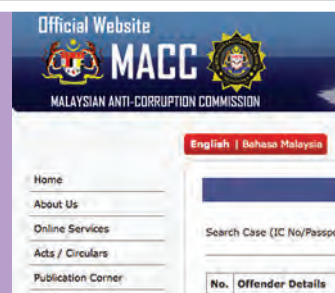 Official Website
MACC
MALAYSIAN ANTI-CORRUPTION COMMISSION
English | Bahasa Malaysia
Home
About Us
Online Services
Acts / Circulars
Publication Corner
Search Case (IC No/Passpo
No. Offender Details